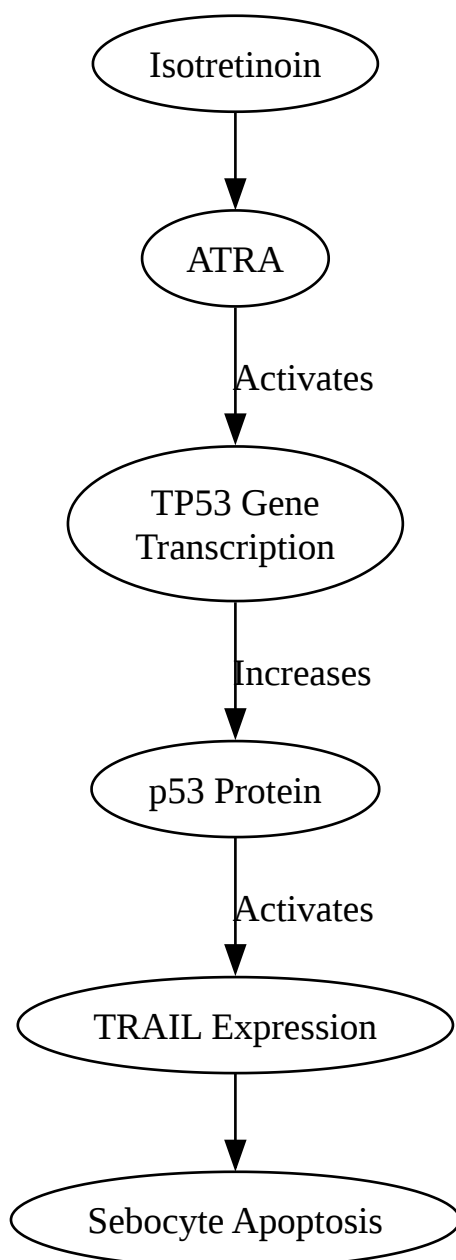 Isotretinoin
ATRA
Activates
TP53 Gene
Transcription
Increases
p53 Protein
Activates
TRAIL Expression
Sebocyte Apoptosis